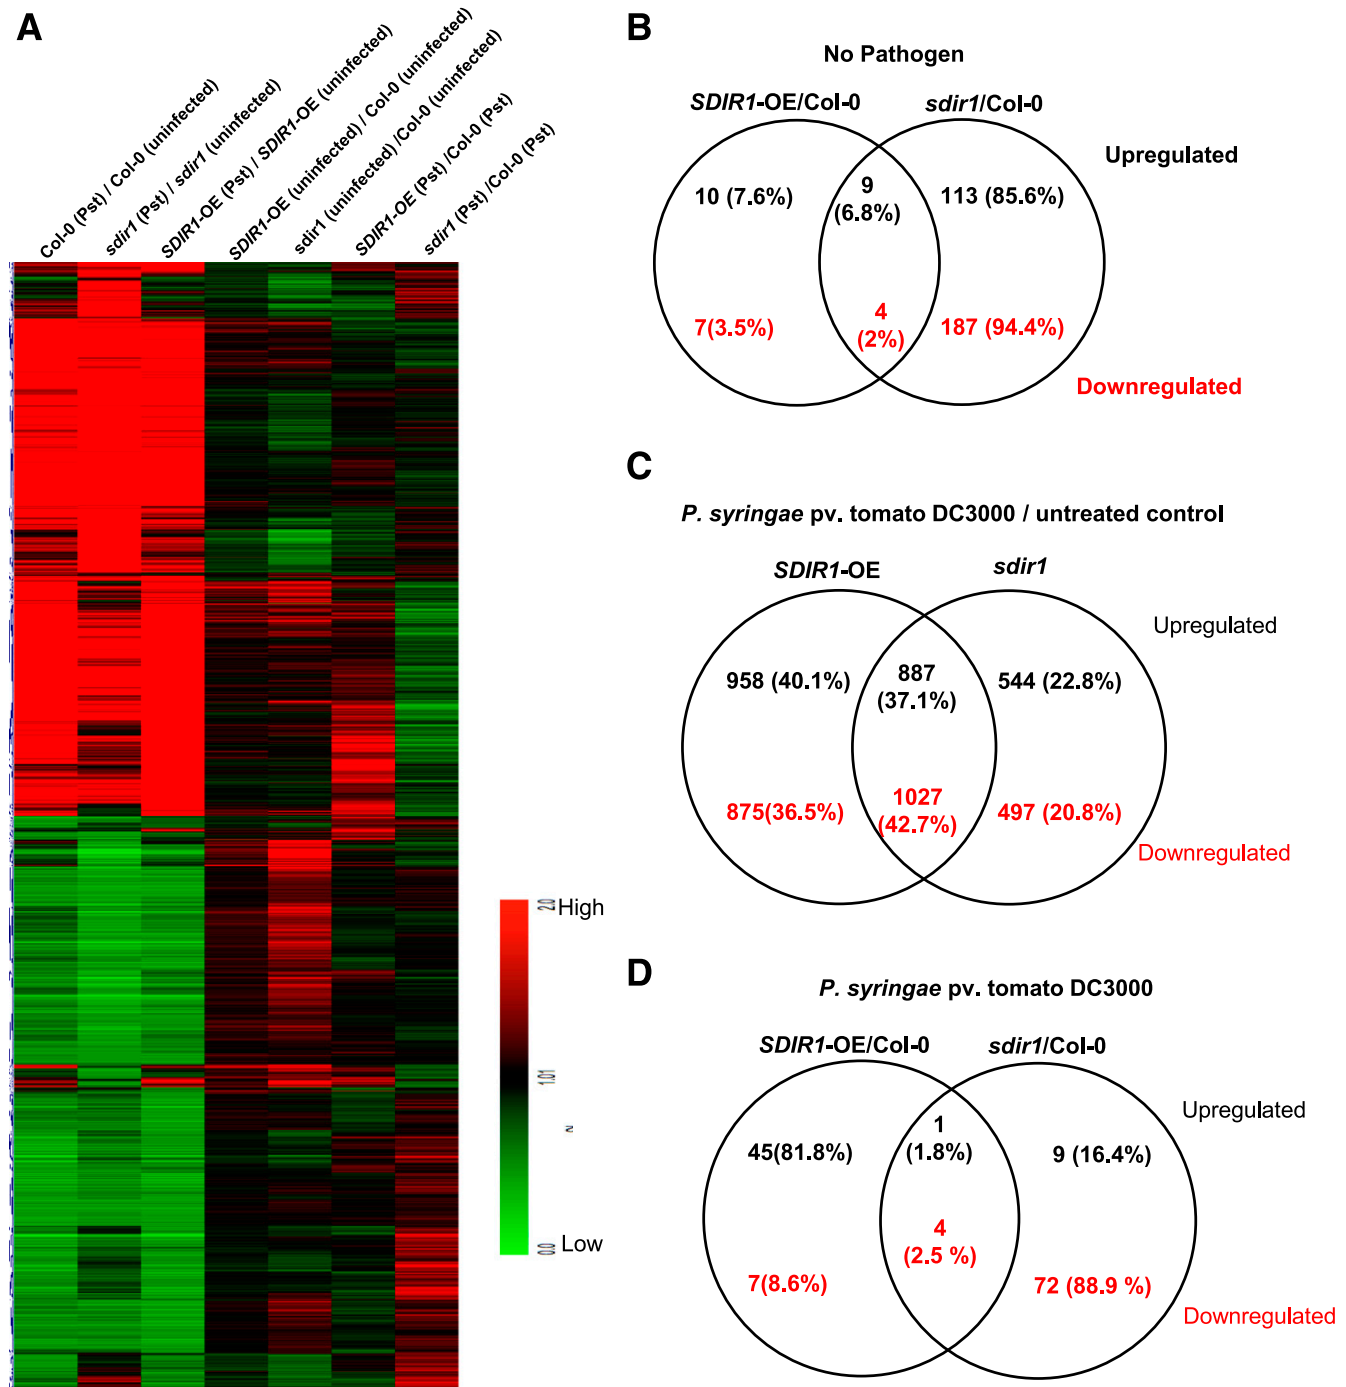 A
Col-0 (Pst) / Col-0 (uninfected)
sdir1 (Pst) / sdir1 (uninfected)
SDIR1-OE (Pst) / SDIR1-OE (uninfected)
SDIR1-OE (uninfected) / Col-0 (uninfected)
sdir1 (uninfected) /Col-0 (uninfected)
SDIR1-OE (Pst) /Col-0 (Pst)
sdir1 (Pst) /Col-0 (Pst)
2.0
High
1.01
0.0
Low
B
No Pathogen
SDIR1-OE/Col-0
sdir1/Col-0
Upregulated
10 (7.6%)
9
(6.8%)
113 (85.6%)
7(3.5%)
4
(2%)
187 (94.4%)
Downregulated
C
P. syringae pv. tomato DC3000 / untreated control
SDIR1-OE
sdir1
Upregulated
958 (40.1%)
887
(37.1%)
544 (22.8%)
875(36.5%)
1027
(42.7%)
497 (20.8%)
Downregulated
D
P. syringae pv. tomato DC3000
SDIR1-OE/Col-0
sdir1/Col-0
Upregulated
45(81.8%)
1
(1.8%)
9 (16.4%)
7(8.6%)
4
(2.5 %)
72 (88.9 %)
Downregulated